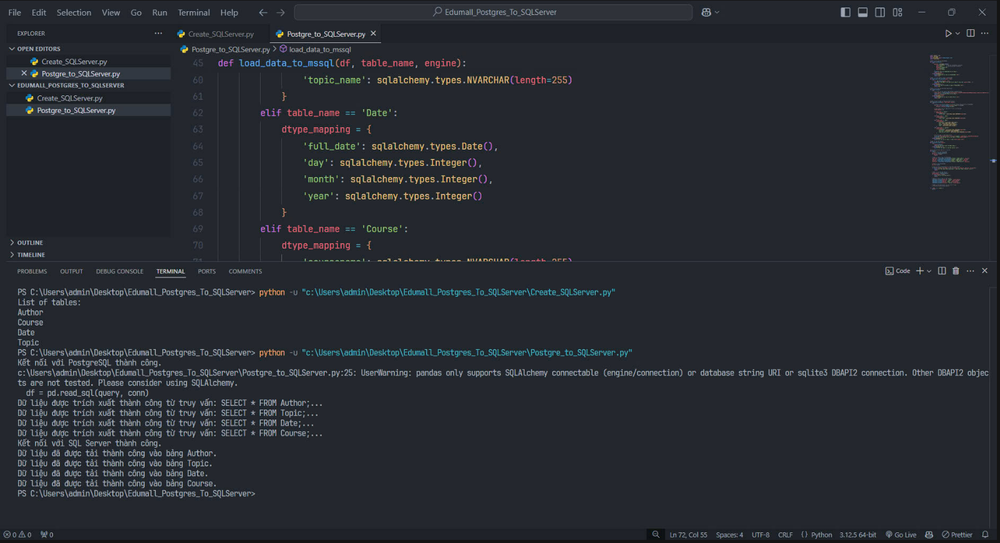 File Edit Selection View Go Run Terminal Help
Edumall_Postgres_To_SQLServer
EXPLORER
OPEN EDITORS
Create_SQLServer.py
Postgre_to_SQLServer.py
EDUMALL_POSTGRES_TO_SQLSERVER
Create_SQLServer.py
Postgre_to_SQLServer.py
OUTLINE
TIMELINE
Create_SQLServer.py Postgre_to_SQLServer.py
Postgre_to_SQLServer.py > load_data_to_mssql
45 def load_data_to_mssql(df, table_name, engine):
60 'topic_name': sqlalchemy.types.NVARCHAR(length=255)
61 }
62 elif table_name == 'Date':
63 dtype_mapping = {
64 'full_date': sqlalchemy.types.Date(),
65 'day': sqlalchemy.types.Integer(),
66 'month': sqlalchemy.types.Integer(),
67 'year': sqlalchemy.types.Integer()
68 }
69 elif table_name == 'Course':
70 dtype_mapping = {
PROBLEMS OUTPUT DEBUG CONSOLE TERMINAL PORTS COMMENTS
Code
PS C:\Users\admin\Desktop\Edumall_Postgres_To_SQLServer> python -u "c:\Users\admin\Desktop\Edumall_Postgres_To_SQLServer\Create_SQLServer.py"
List of tables:
Author
Course
Date
Topic
PS C:\Users\admin\Desktop\Edumall_Postgres_To_SQLServer> python -u "c:\Users\admin\Desktop\Edumall_Postgres_To_SQLServer\Postgre_to_SQLServer.py"
Kết nối với PostgreSQL thành công.
c:\Users\admin\Desktop\Edumall_Postgres_To_SQLServer\Postgre_to_SQLServer.py:25: UserWarning: pandas only supports SQLAlchemy connectable (engine/connection) or database string URI or sqlite3 DBAPI2 connection. Other DBAPI2 objec
ts are not tested. Please consider using SQLAlchemy.
df = pd.read_sql(query, conn)
Dữ liệu được trích xuất thành công từ truy vấn: SELECT * FROM Author;...
Dữ liệu được trích xuất thành công từ truy vấn: SELECT * FROM Topic;...
Dữ liệu được trích xuất thành công từ truy vấn: SELECT * FROM Date;...
Dữ liệu được trích xuất thành công từ truy vấn: SELECT * FROM Course;...
Kết nối với SQL Server thành công.
Dữ liệu đã được tải thành công vào bảng Author.
Dữ liệu đã được tải thành công vào bảng Topic.
Dữ liệu đã được tải thành công vào bảng Date.
Dữ liệu đã được tải thành công vào bảng Course.
PS C:\Users\admin\Desktop\Edumall_Postgres_To_SQLServer>
0 0 0 Ln 72, Col 55 Spaces: 4 UTF-8 CRLF {} Python 3.12.5 64-bit Go Live Prettier